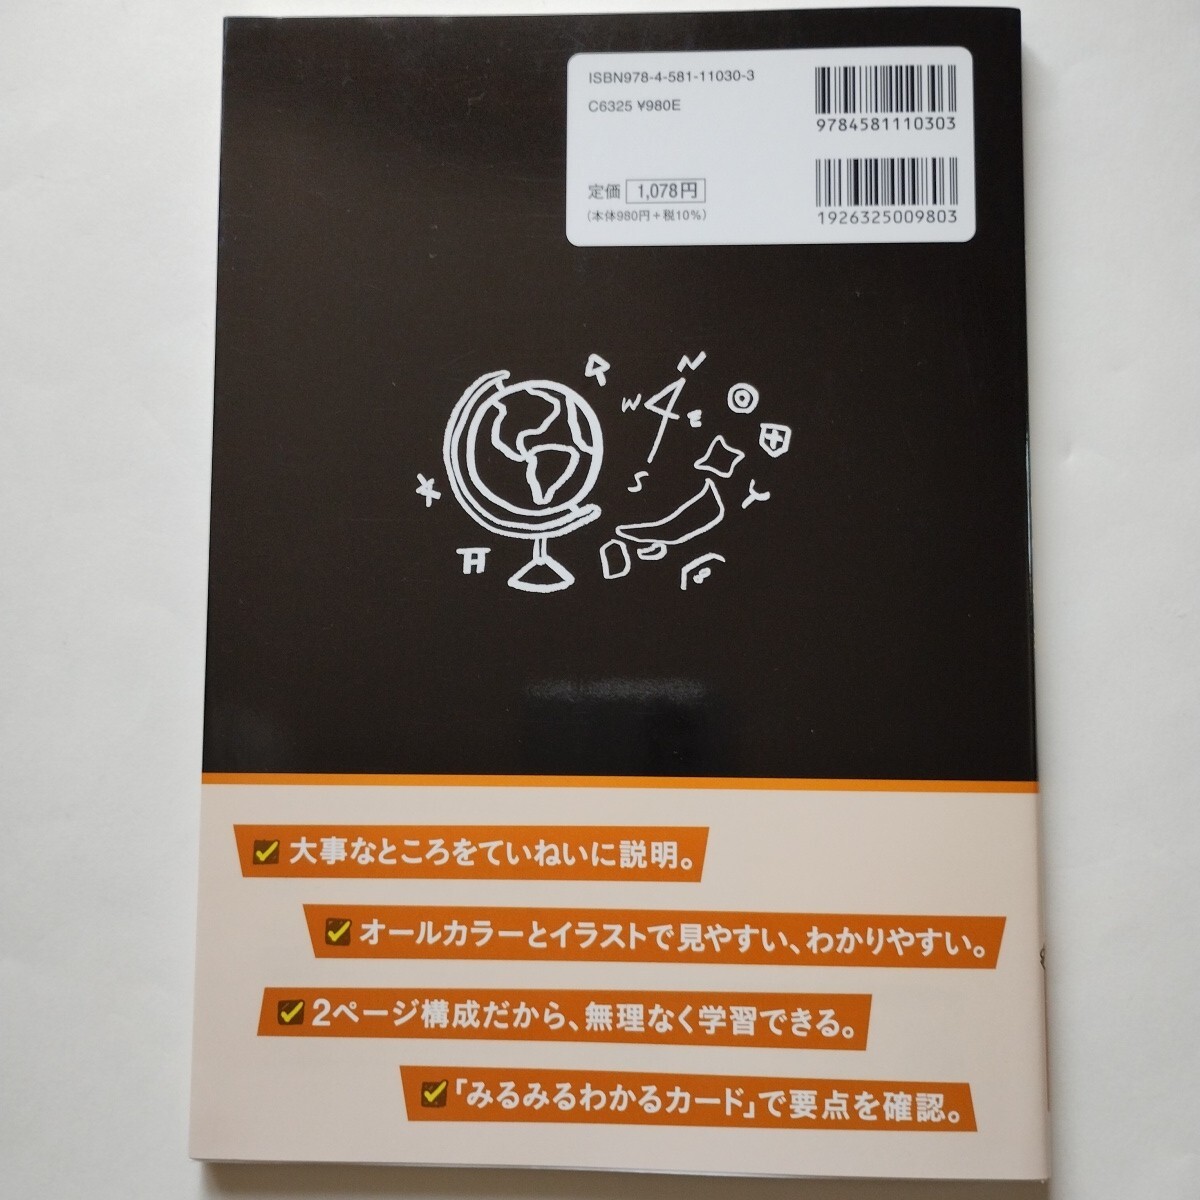 ISBN978-4-581-11030-3
C6325 ¥980E
9784581110303
定価 1,078円
(本体980円+税10%)
1926325009803
N
W
E
S
大事なところをていねいに説明。
オールカラーとイラストで見やすい、わかりやすい。
2ページ構成だから、無理なく学習できる。
「みるみるわかるカード」で要点を確認。